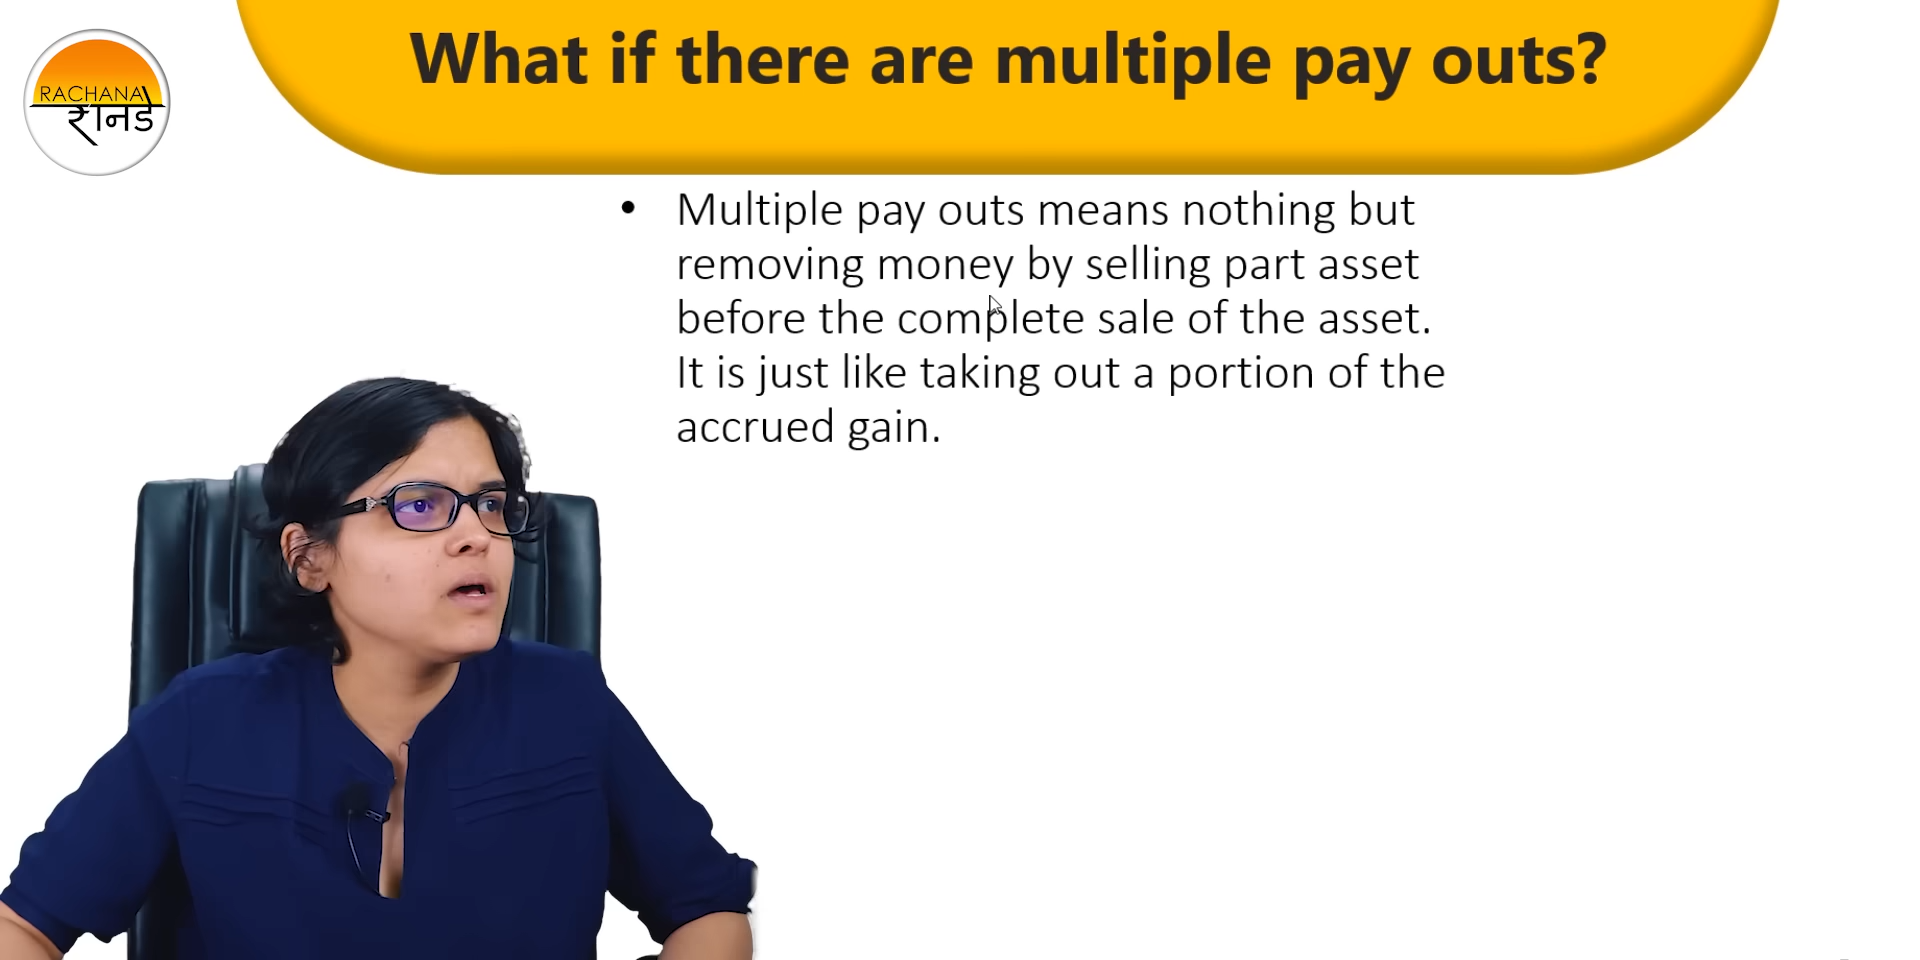 What if there are multiple pay outs?
RACHANA
रानडे
• Multiple pay outs means nothing but
removing money by selling part asset
before the complete sale of the asset.
It is just like taking out a portion of the
accrued gain.